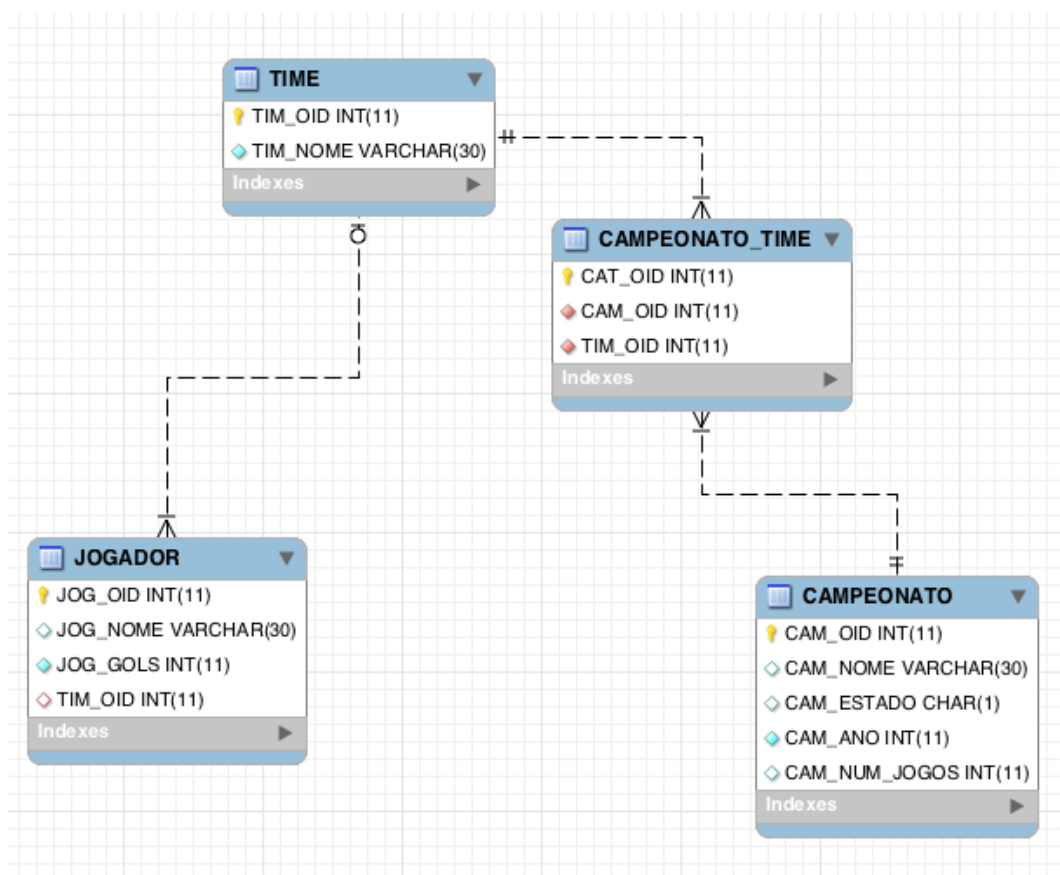 TIME
TIM_OID INT(11)
TIM_NOME VARCHAR(30)
Indexes
CAMPEONATO_TIME
CAT_OID INT(11)
CAM_OID INT(11)
TIM_OID INT(11)
Indexes
JOGADOR
JOG_OID INT(11)
JOG_NOME VARCHAR(30)
JOG_GOLS INT(11)
TIM_OID INT(11)
Indexes
CAMPEONATO
CAM_OID INT(11)
CAM_NOME VARCHAR(30)
CAM_ESTADO CHAR(1)
CAM_ANO INT(11)
CAM_NUM_JOGOS INT(11)
Indexes